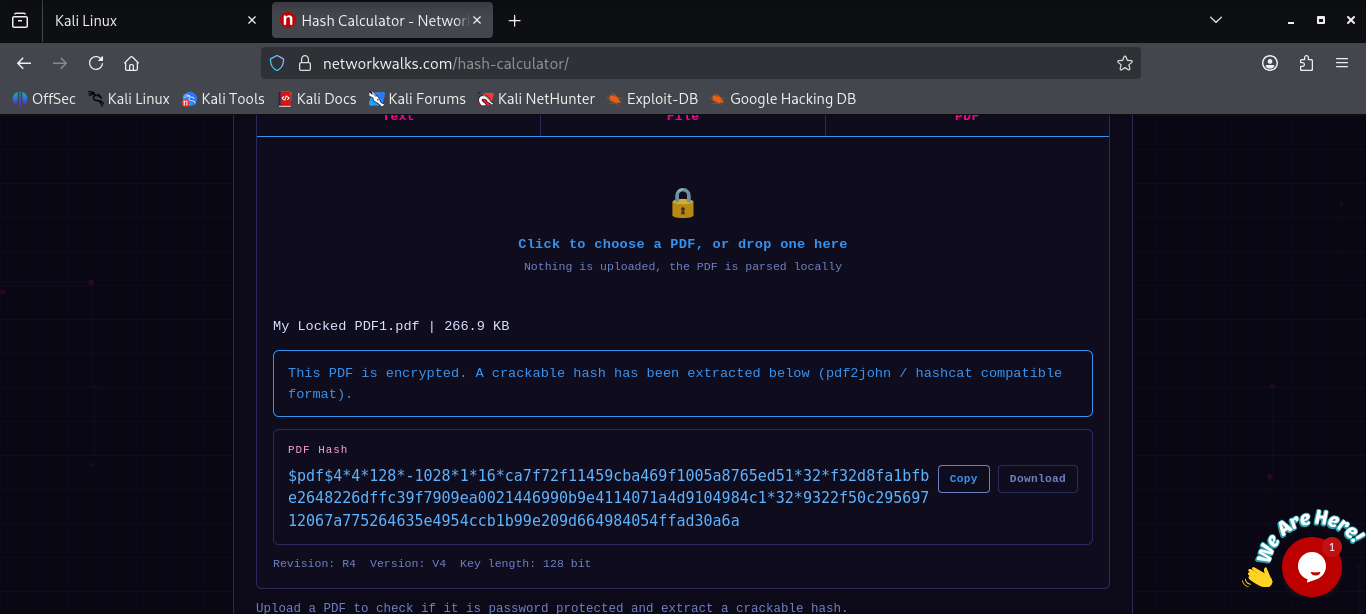 Kali Linux
Hash Calculator - Networ
networkwalks.com/hash-calculator/
OffSec Kali Linux Kali Tools Kali Docs Kali Forums Kali NetHunter Exploit-DB Google Hacking DB
Text File PDF
Click to choose a PDF, or drop one here
Nothing is uploaded, the PDF is parsed locally
My Locked PDF1.pdf | 266.9 KB
This PDF is encrypted. A crackable hash has been extracted below (pdf2john / hashcat compatible
format).
PDF Hash
$pdf$4*4*128*-1028*1*16*ca7f72f11459cba469f1005a8765ed51*32*f32d8fa1bfb
e2648226dffc39f7909ea0021446990b9e4114071a4d9104984c1*32*9322f50c295697
12067a775264635e4954ccb1b99e209d664984054ffad30a6a
Copy Download
Revision: R4 Version: V4 Key length: 128 bit
We Are Here!
1
Upload a PDF to check if it is password protected and extract a crackable hash.